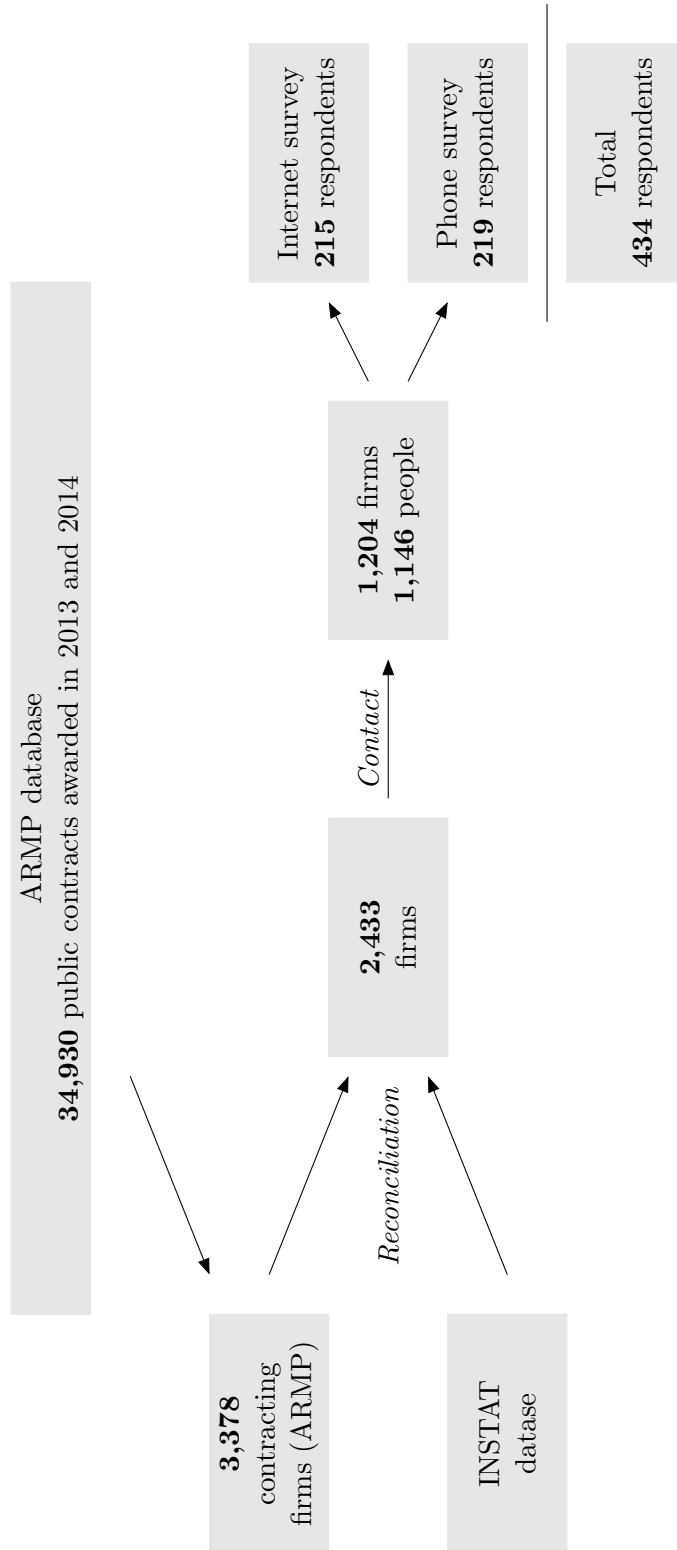 ARMP database
34,930 public contracts awarded in 2013 and 2014
3,378
contracting
firms (ARMP)
INSTAT
datase
Reconciliation
2,433
firms
Contact
1,204 firms
1,146 people
Internet survey
215 respondents
Phone survey
219 respondents
Total
434 respondents